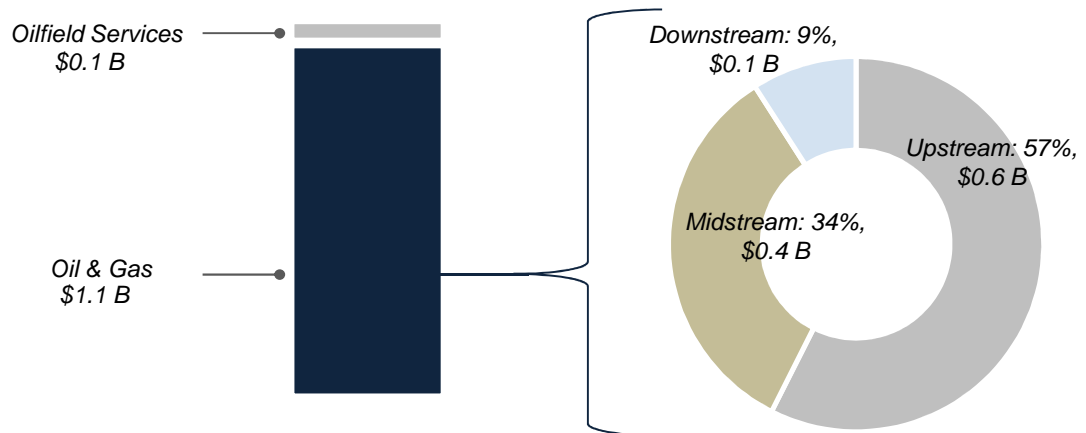 Oilfield Services
$0.1 B
Oil & Gas
$1.1 B
Downstream: 9%,
$0.1 B
Upstream: 57%,
$0.6 B
Midstream: 34%,
$0.4 B